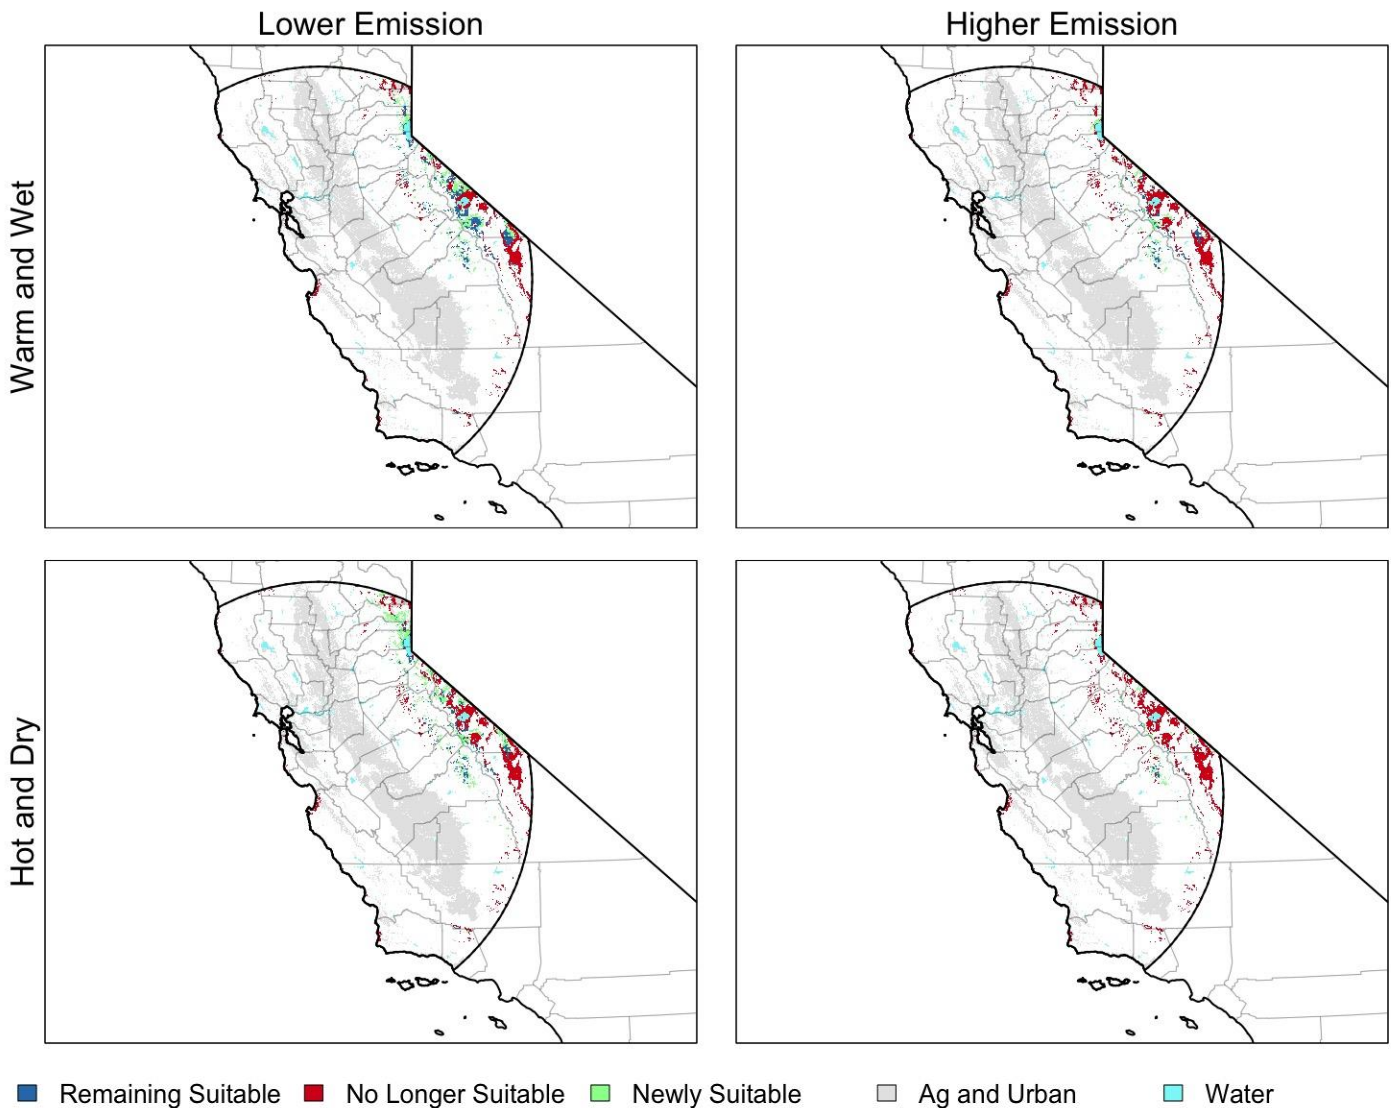 Lower Emission
Higher Emission
Warm and Wet
Hot and Dry
Remaining Suitable
No Longer Suitable
Newly Suitable
Ag and Urban
Water